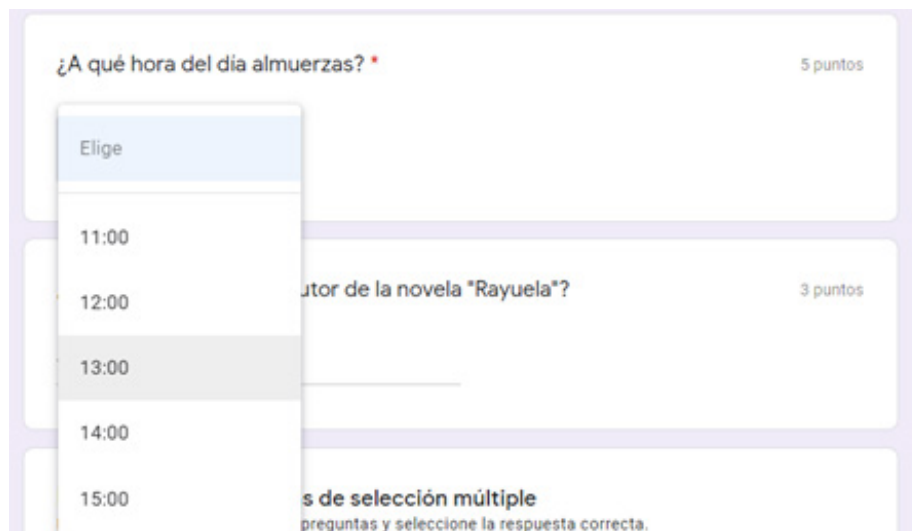 ¿A qué hora del día almuerzas? *
5 puntos
Elige
11:00
utor de la novela "Rayuela"?
3 puntos
12:00
13:00
14:00
15:00
s de selección múltiple
preguntas y seleccione la respuesta correcta.